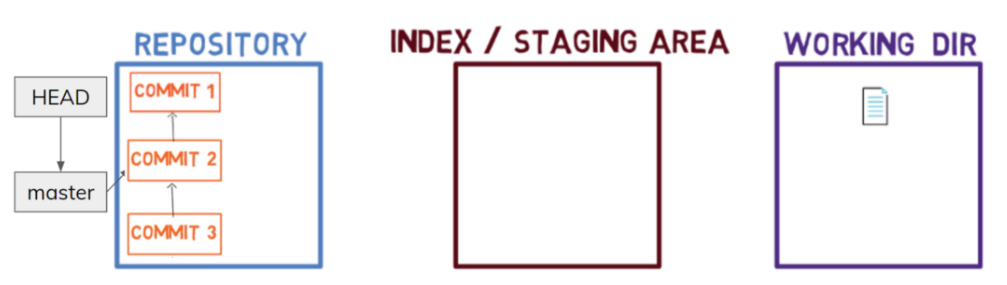 REPOSITORY
INDEX / STAGING AREA
WORKING DIR
HEAD
COMMIT 1
COMMIT 2
master
COMMIT 3